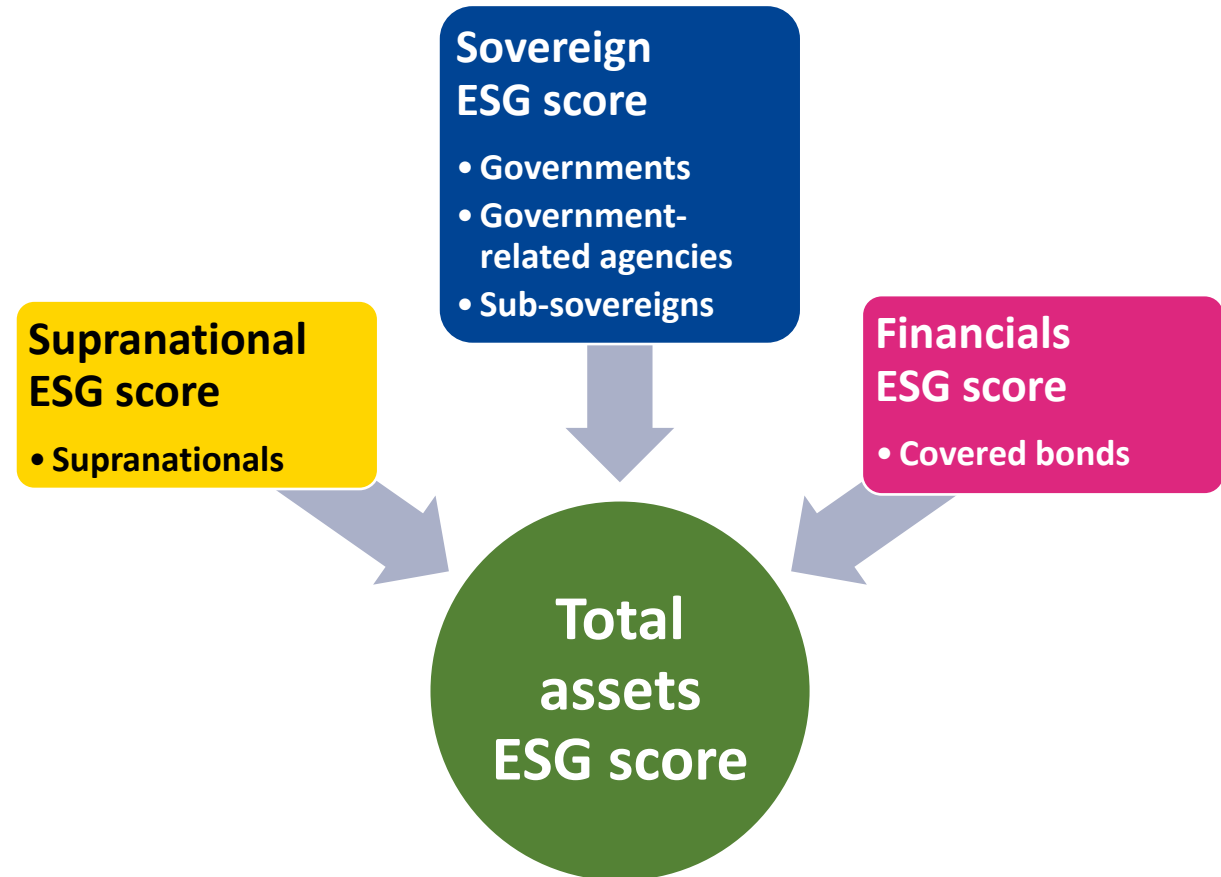 Sovereign
ESG score
• Governments
• Government-
related agencies
• Sub-sovereigns
Supranational
ESG score
• Supranationals
Financials
ESG score
• Covered bonds
Total
assets
ESG score